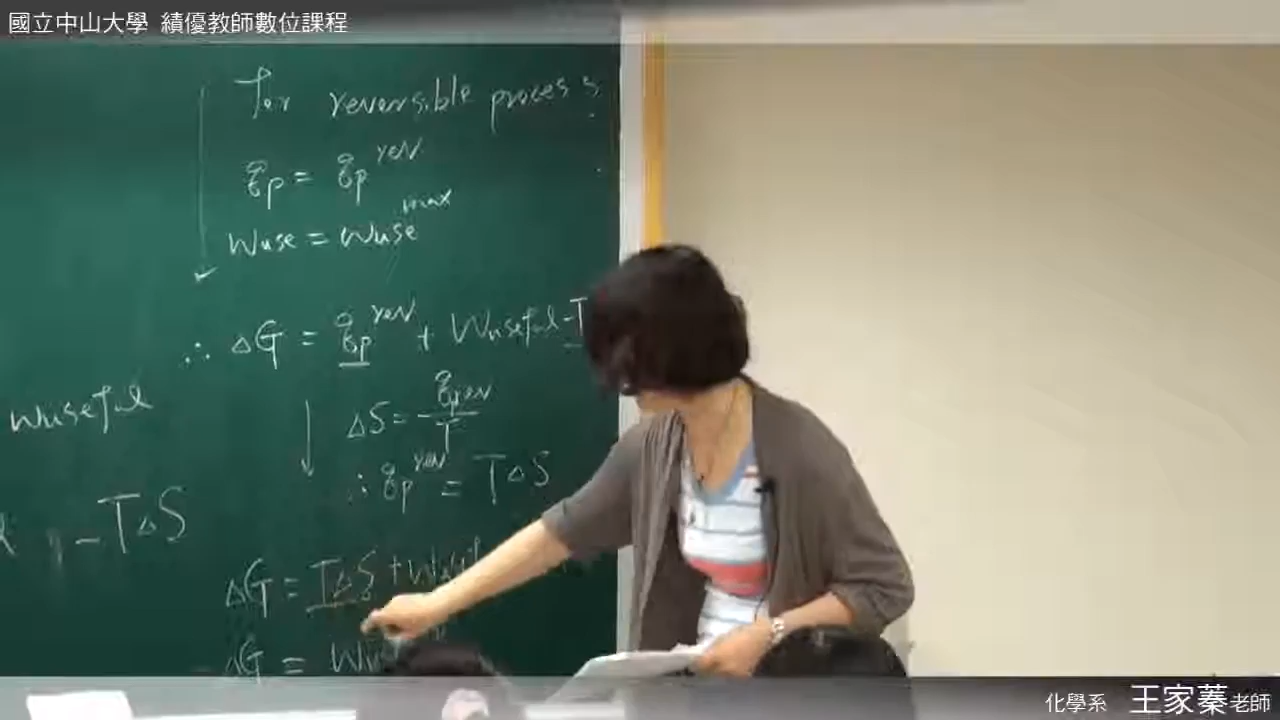 國立中山大學 績優教師數位課程
for reversible process
qp = qp^rev
Wuse = Wuse^max
∴ ΔG = qp^rev + Wuseful - T
wuseful
ΔS = qp^rev / T
∴ qp^rev = TΔS
- TΔS
ΔG = TΔS +
ΔG =
化學系 王家蓁老師